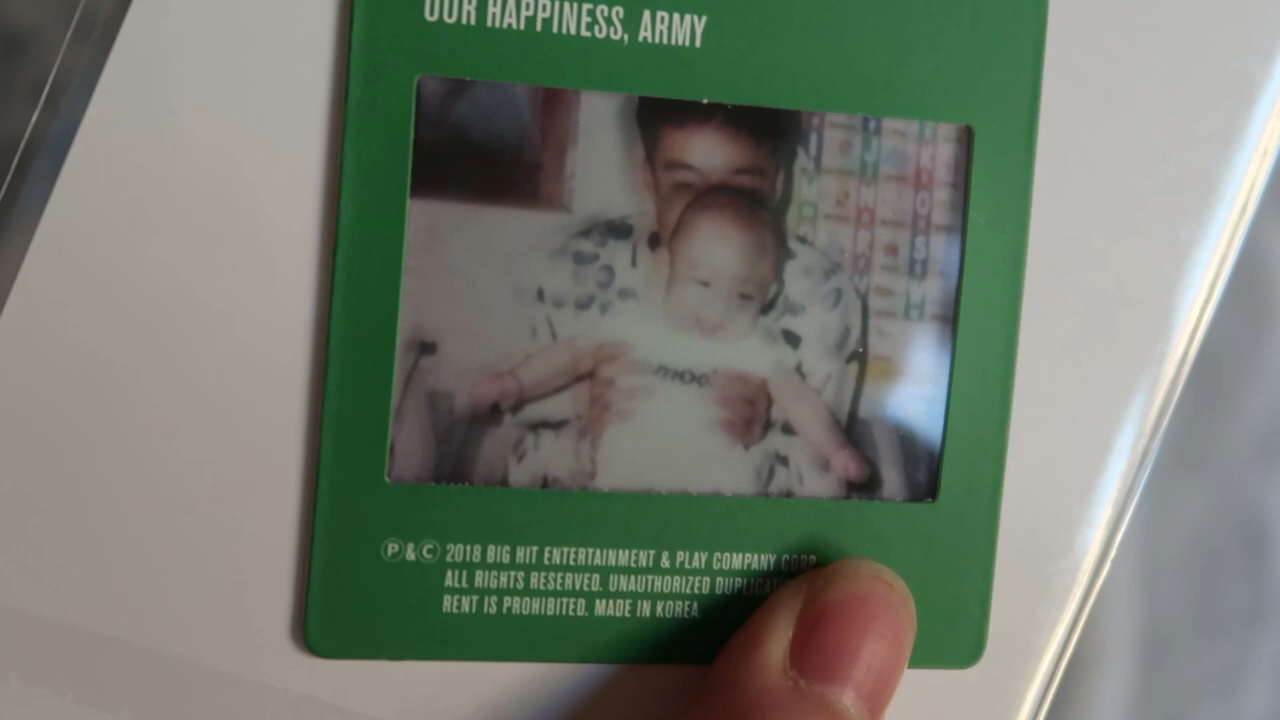 OUR HAPPINESS, ARMY
Ⓟ&Ⓒ 2018 BIG HIT ENTERTAINMENT & PLAY COMPANY CORP.
ALL RIGHTS RESERVED. UNAUTHORIZED
RENT IS PROHIBITED. MADE IN KOREA.